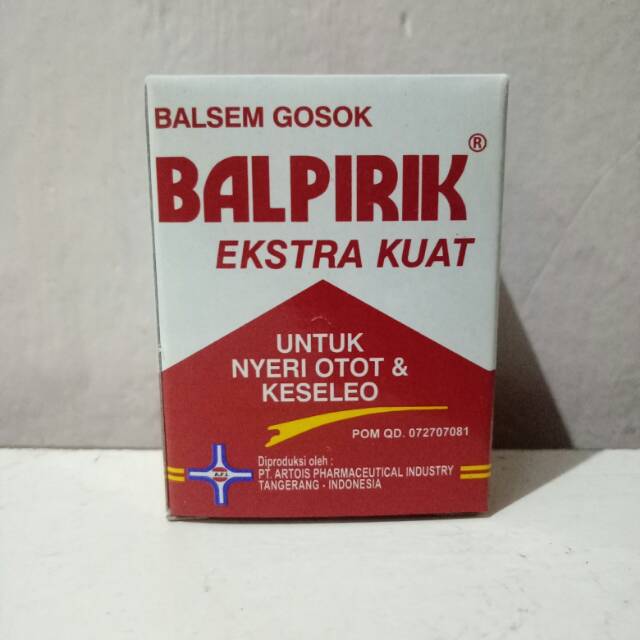 BALSEM GOSOK
BALPIRIK®
EKSTRA KUAT
UNTUK
NYERI OTOT &
KESELEO
POM QD. 072707081
Diproduksi oleh :
PT. ARTOIS PHARMACEUTICAL INDUSTRY
TANGERANG - INDONESIA